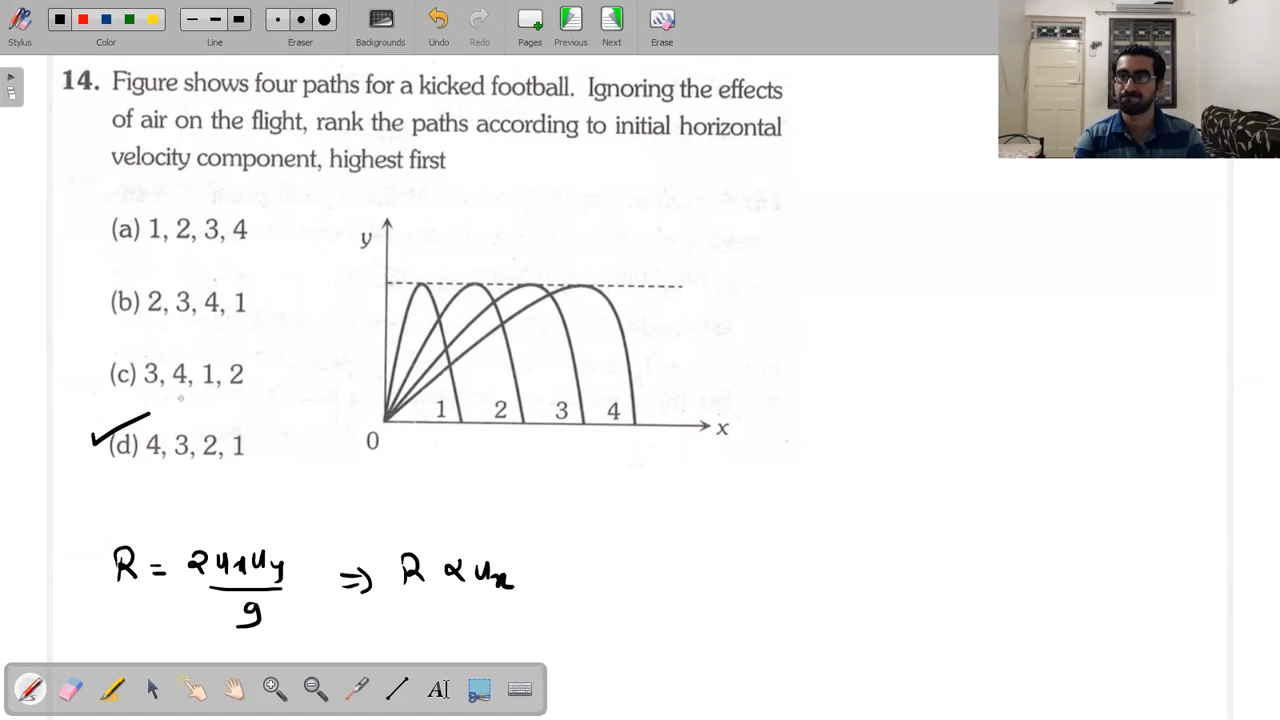 Stylus
Color
Line
Eraser
Backgrounds
Undo
Redo
Pages
Previous
Next
Erase
14. Figure shows four paths for a kicked football. Ignoring the effects
of air on the flight, rank the paths according to initial horizontal
velocity component, highest first
(a) 1, 2, 3, 4
(b) 2, 3, 4, 1
(c) 3, 4, 1, 2
(d) 4, 3, 2, 1
y
1 2 3 4
x
0
R = 2uₓu_y / g ⇒ R ∝ uₓ
AI